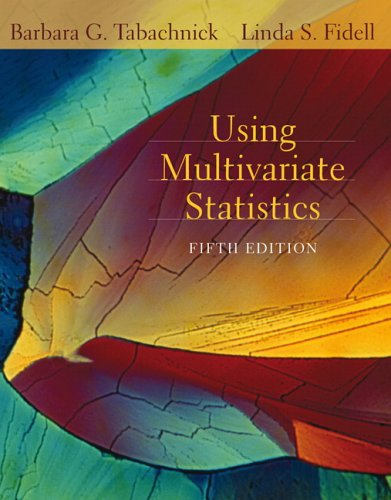 Barbara G. Tabachnick Linda S. Fidell
Using
Multivariate
Statistics
FIFTH EDITION